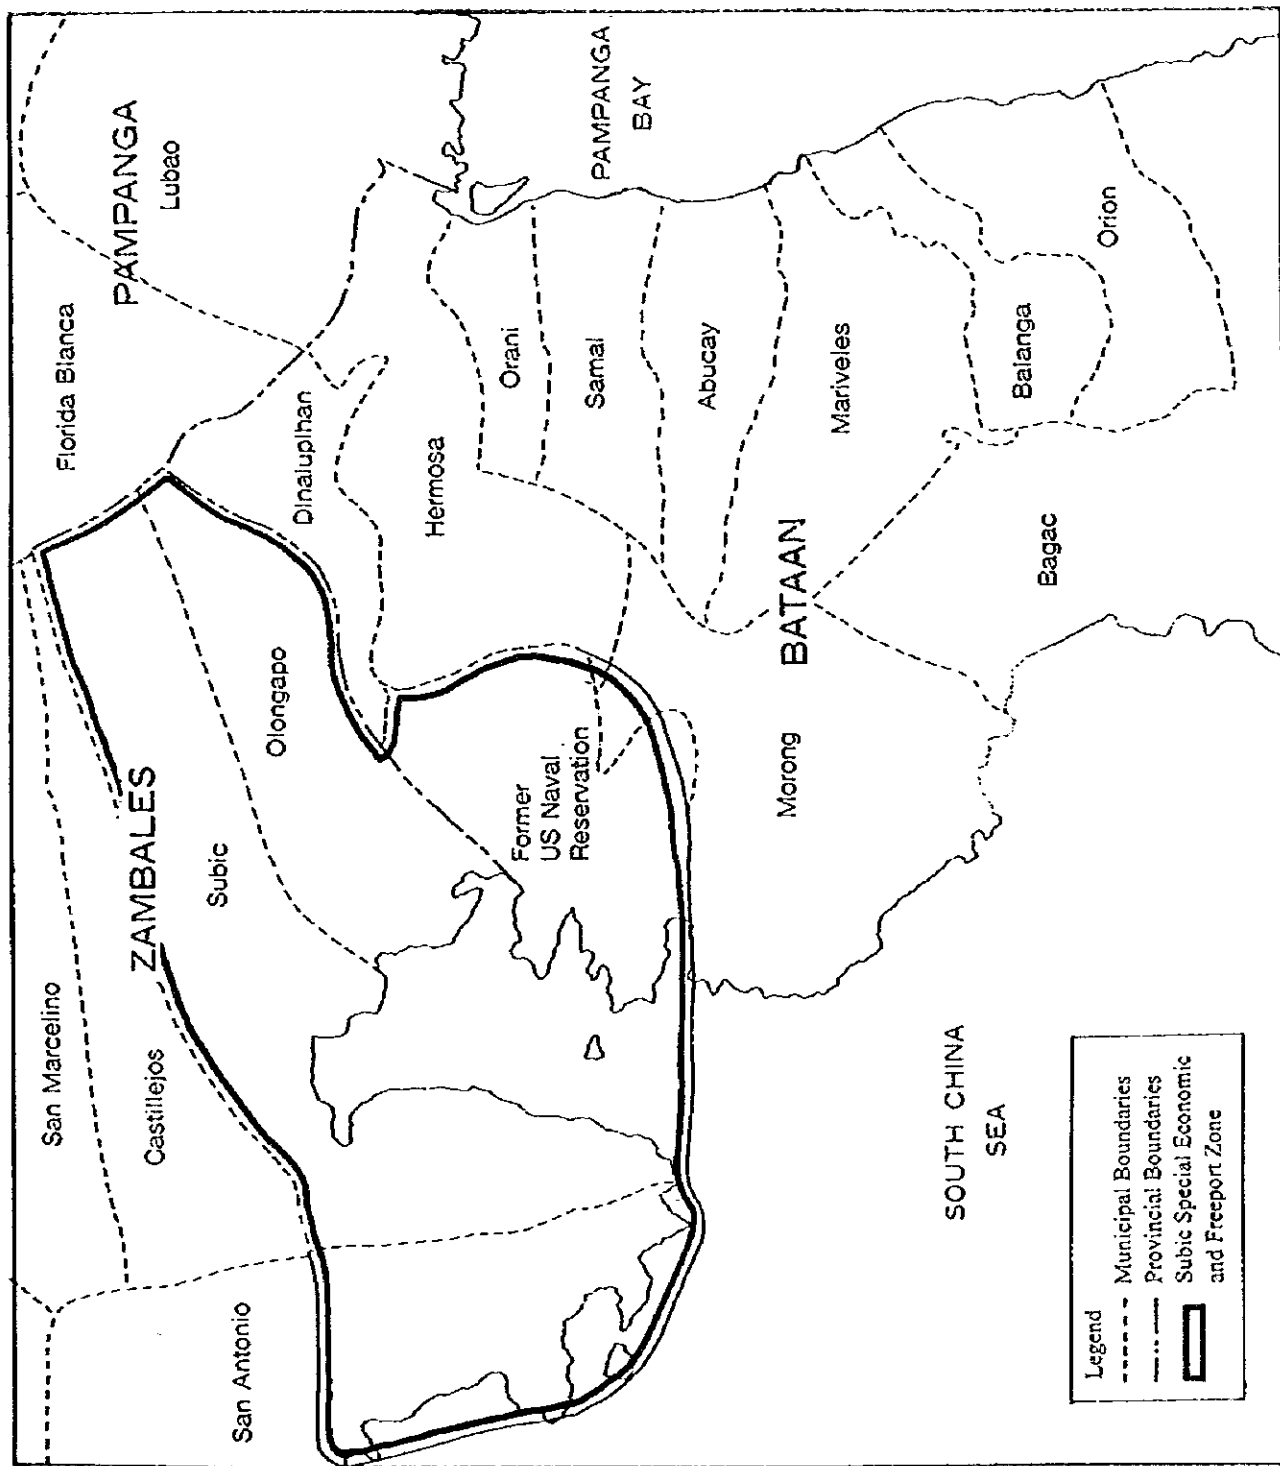 San Marcelino
Castillejos
ZAMBALES
Subic
San Antonio
Olongapo
Florida Blanca
PAMPANGA
Lubao
Dinalupihan
Hermosa
Orani
Samal
Abucay
Mariveles
Balanga
Orion
PAMPANGA
BAY
Former
US Naval
Reservation
Morong
BATAAN
Bagac
SOUTH CHINA
SEA
Legend
Municipal Boundaries
Provincial Boundaries
Subic Special Economic
and Freeport Zone